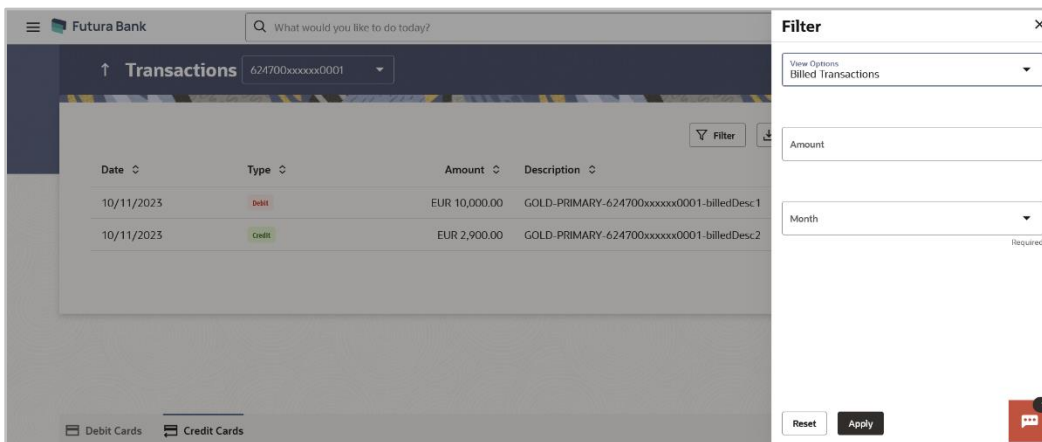 Futura Bank
What would you like to do today?
Transactions 624700xxxxxx0001
Filter
Date Type Amount Description
10/11/2023 Debit EUR 10,000.00 GOLD-PRIMARY-624700xxxxxx0001-billedDesc1
10/11/2023 Credit EUR 2,900.00 GOLD-PRIMARY-624700xxxxxx0001-billedDesc2
Debit Cards Credit Cards
Filter
View Options
Billed Transactions
Amount
Month
Required
Reset Apply